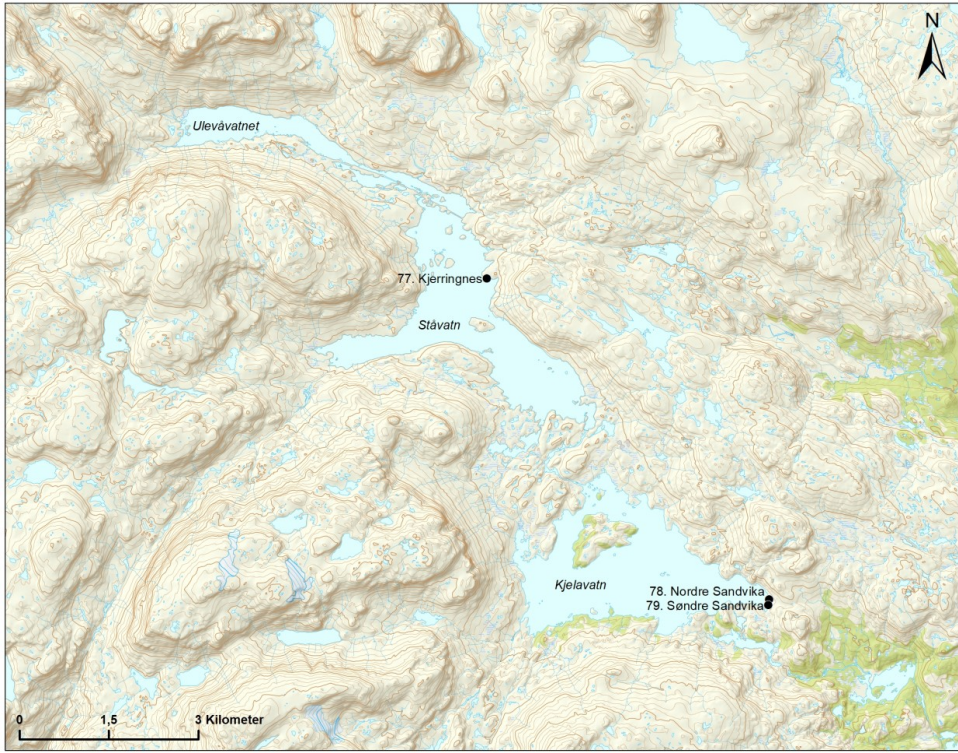 N
Ulevåvatnet
77. Kjerringnes
Ståvatn
Kjelavatn
78. Nordre Sandvika
79. Søndre Sandvika
0 1,5 3 Kilometer